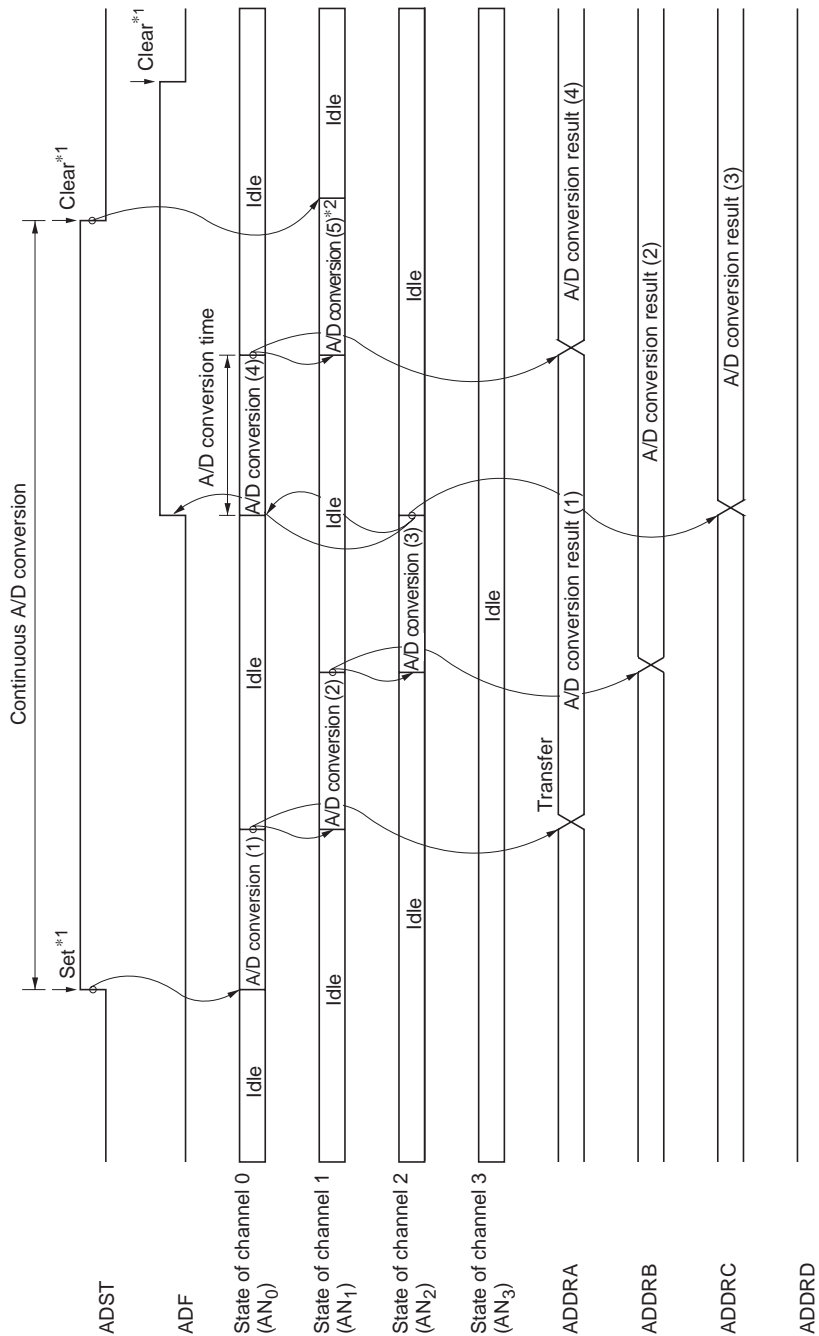 Continuous A/D conversion
Set*1
Clear*1
ADST
Clear*1
ADF
A/D conversion time
State of channel 0
(AN0)
Idle
A/D conversion (1)
Idle
A/D conversion (4)
Idle
State of channel 1
(AN1)
Idle
A/D conversion (2)
Idle
A/D conversion (5)*2
Idle
State of channel 2
(AN2)
Idle
A/D conversion (3)
Idle
State of channel 3
(AN3)
Idle
Transfer
ADDRA
A/D conversion result (1)
A/D conversion result (4)
ADDRB
A/D conversion result (2)
ADDRC
A/D conversion result (3)
ADDRD